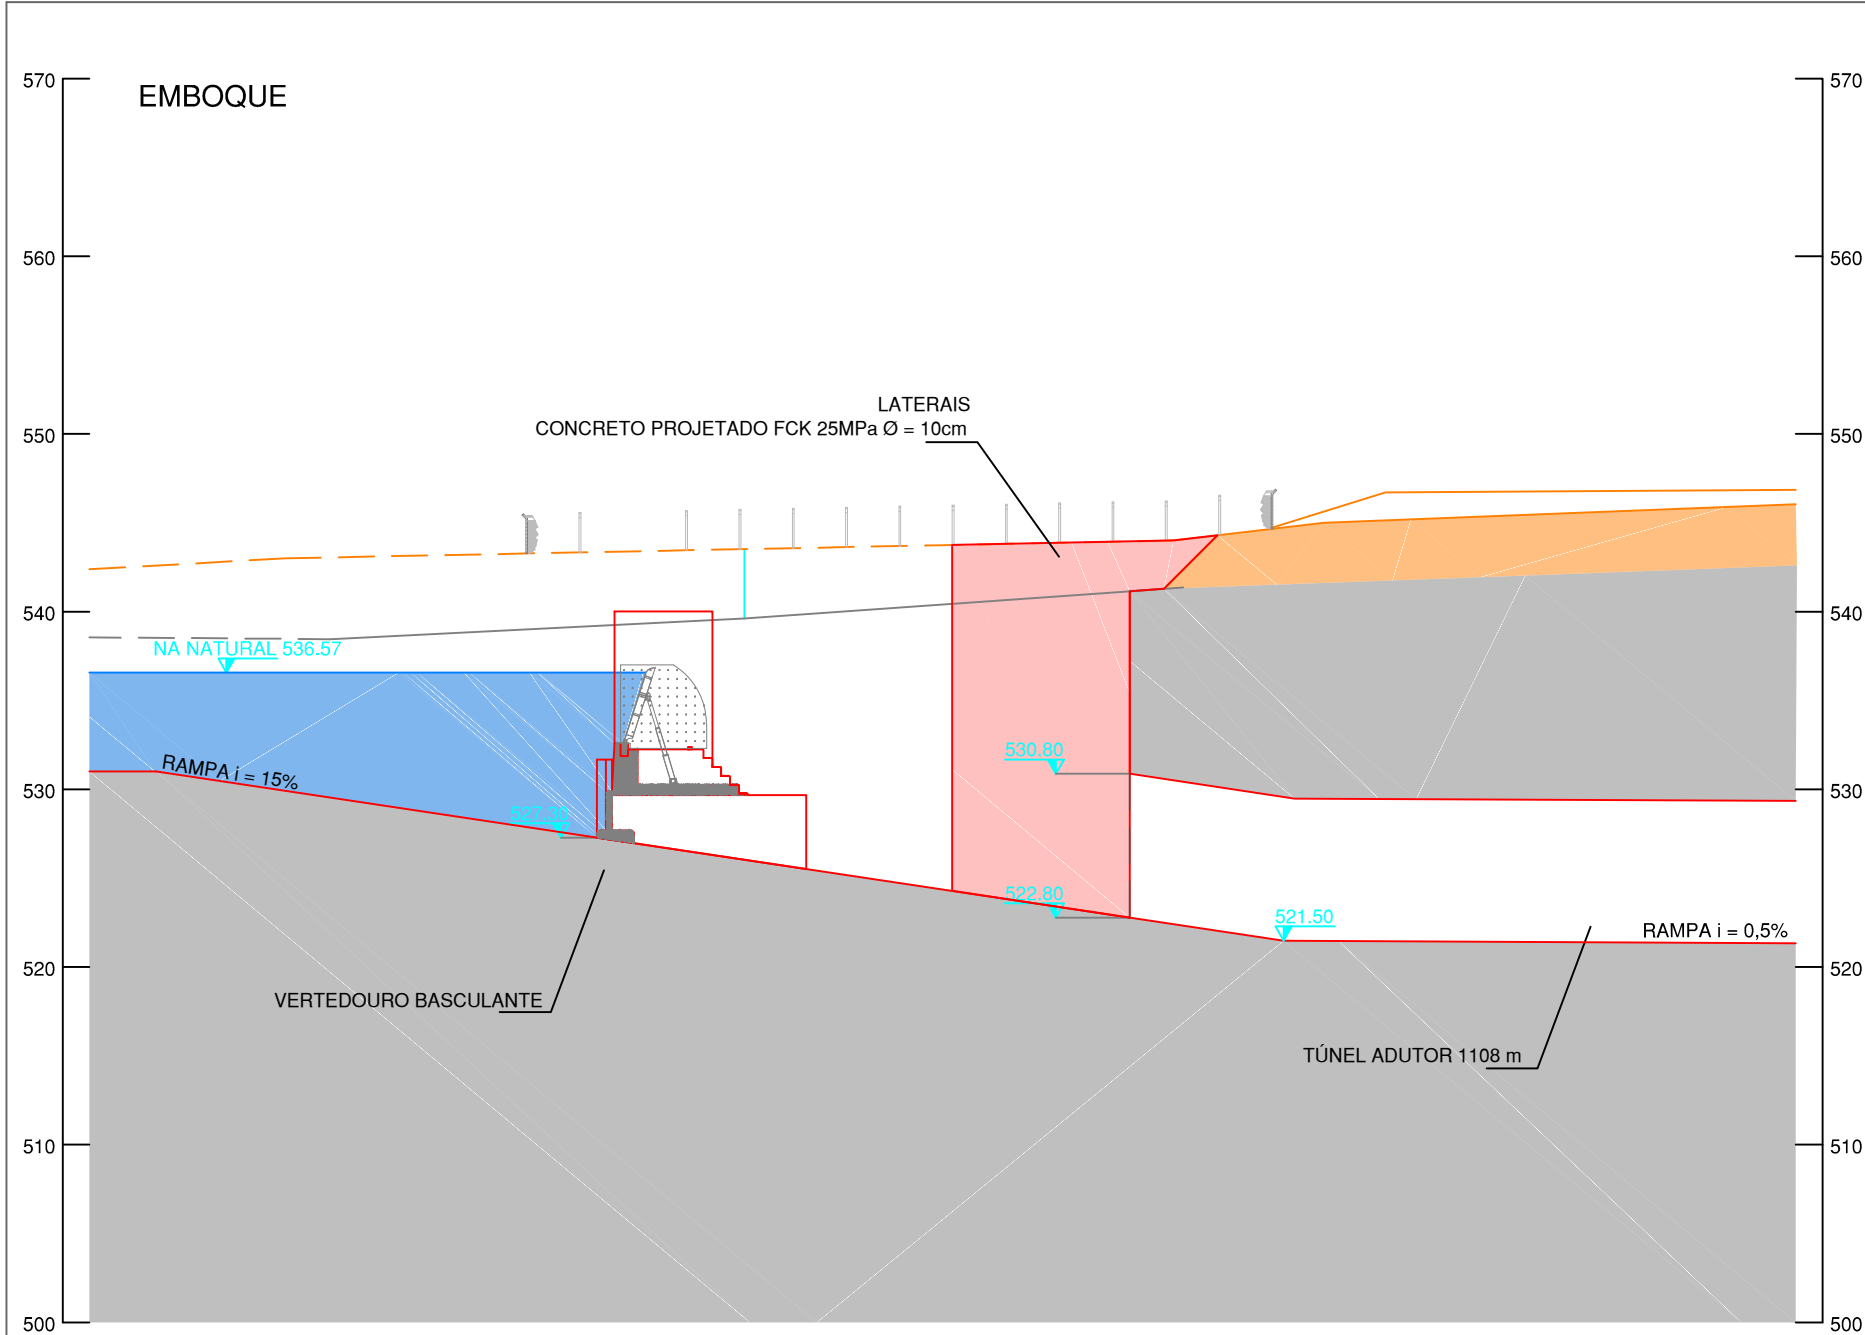 EMBOQUE
570
570
560
560
LATERAIS
CONCRETO PROJETADO FCK 25MPa Ø = 10cm
550
550
540
540
NA NATURAL 536.57
RAMPA i = 15%
530.80
530
530
527.30
522.80
521.50
RAMPA i = 0,5%
520
520
VERTEDOURO BASCULANTE
TÚNEL ADUTOR 1108 m
510
510
500
500